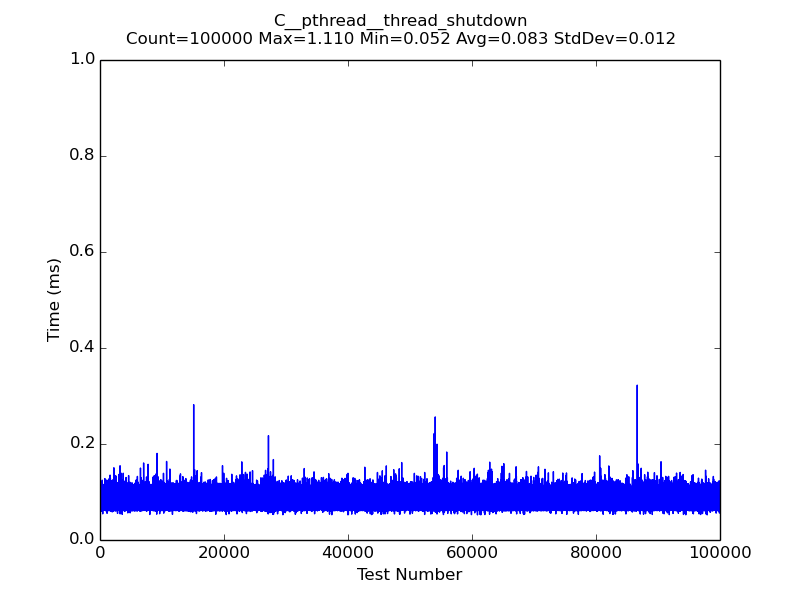 C__pthread__thread_shutdown
Count=100000 Max=1.110 Min=0.052 Avg=0.083 StdDev=0.012
1.0
0.8
0.6
0.4
0.2
0.0
Time (ms)
0 20000 40000 60000 80000 100000
Test Number